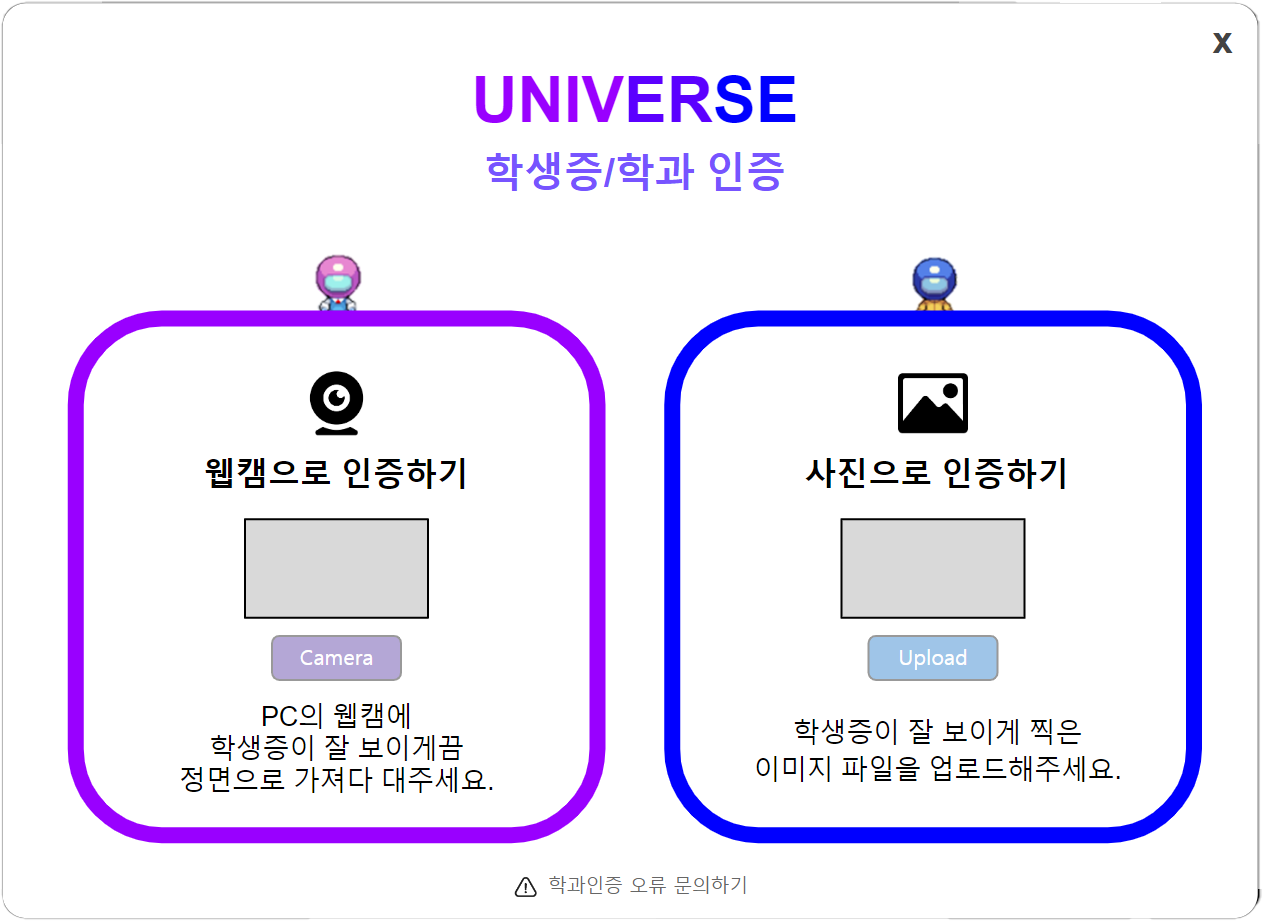 X
UNIVERSE
학생증/학과 인증
웹캠으로 인증하기
Camera
PC의 웹캠에
학생증이 잘 보이게끔
정면으로 가져다 대주세요.
사진으로 인증하기
Upload
학생증이 잘 보이게 찍은
이미지 파일을 업로드해주세요.
학과인증 오류 문의하기